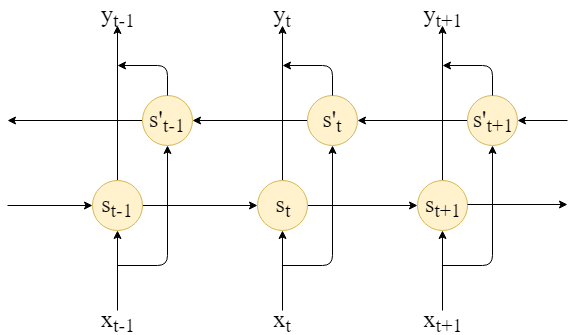 y_{t-1} y_t y_{t+1}
s'_{t-1} s'_t s'_{t+1}
s_{t-1} s_t s_{t+1}
x_{t-1} x_t x_{t+1}